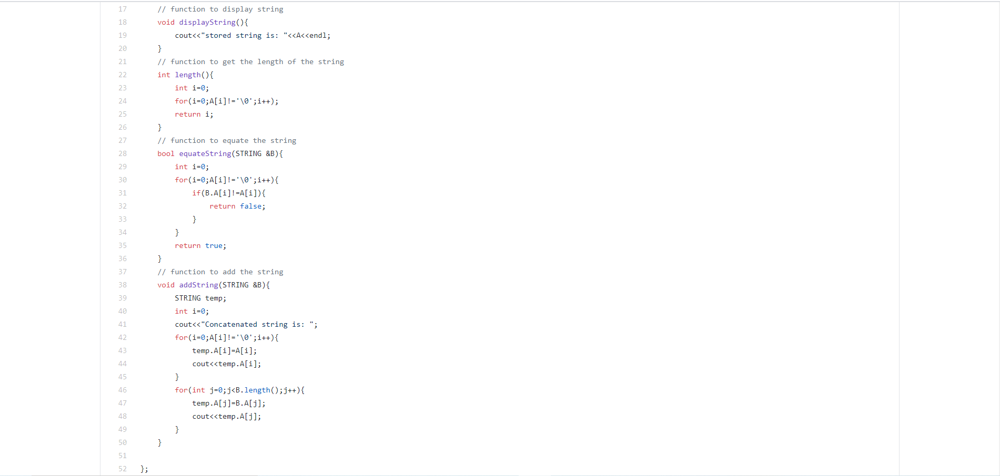 17 // function to display string
18 void displayString(){
19 cout<<"stored string is: "<<A<<endl;
20 }
21 // function to get the length of the string
22 int length(){
23 int i=0;
24 for(i=0;A[i]!='\0';i++);
25 return i;
26 }
27 // function to equate the string
28 bool equateString(STRING &B){
29 int i=0;
30 for(i=0;A[i]!='\0';i++){
31 if(B.A[i]!=A[i]){
32 return false;
33 }
34 }
35 return true;
36 }
37 // function to add the string
38 void addString(STRING &B){
39 STRING temp;
40 int i=0;
41 cout<<"Concatenated string is: ";
42 for(i=0;A[i]!='\0';i++){
43 temp.A[i]=A[i];
44 cout<<temp.A[i];
45 }
46 for(int j=0;j<B.length();j++){
47 temp.A[j]=B.A[j];
48 cout<<temp.A[j];
49 }
50 }
51
52 };